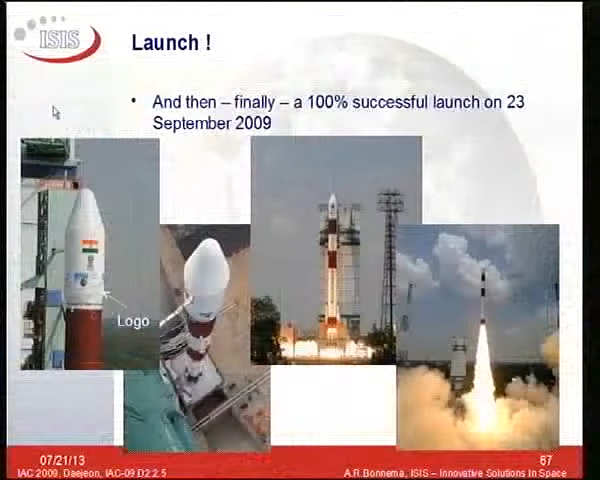 ISIS
Launch !
• And then – finally – a 100% successful launch on 23
September 2009
Logo
07/21/13
67
IAC 2009, Daejeon, IAC-09.D2.2.5
A.R.Bonnema, ISIS – Innovative Solutions In Space